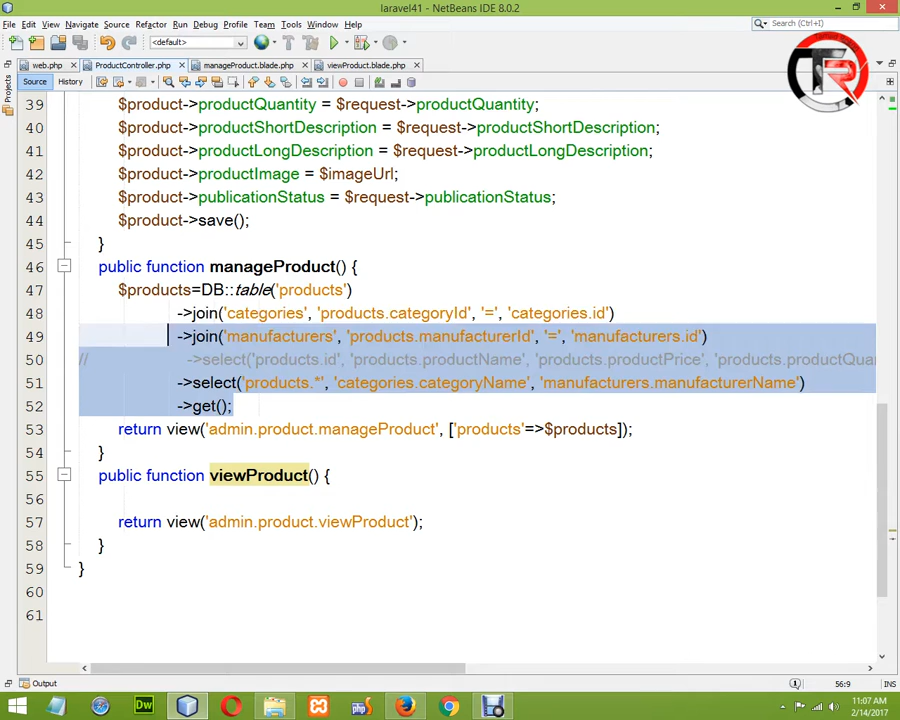 laravel41 - NetBeans IDE 8.0.2
File Edit View Navigate Source Refactor Run Debug Profile Team Tools Window Help
<default> Search (Ctrl+I)
web.php ProductController.php manageProduct.blade.php viewProduct.blade.php
Source History
Projects
39 $product->productQuantity = $request->productQuantity;
40 $product->productShortDescription = $request->productShortDescription;
41 $product->productLongDescription = $request->productLongDescription;
42 $product->productImage = $imageUrl;
43 $product->publicationStatus = $request->publicationStatus;
44 $product->save();
45 }
46 public function manageProduct() {
47 $products=DB::table('products')
48 ->join('categories', 'products.categoryId', '=', 'categories.id')
49 ->join('manufacturers', 'products.manufacturerId', '=', 'manufacturers.id')
50 // ->select('products.id', 'products.productName', 'products.productPrice', 'products.productQuan
51 ->select('products.*', 'categories.categoryName', 'manufacturers.manufacturerName')
52 ->get();
53 return view('admin.product.manageProduct', ['products'=>$products]);
54 }
55 public function viewProduct() {
56
57 return view('admin.product.viewProduct');
58 }
59 }
60
61
Output
56:9 INS
Dw
11:07 AM
2/14/2017